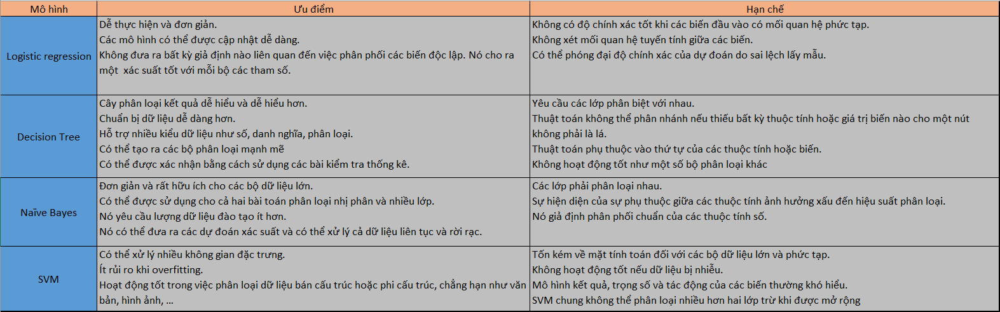 Mô hình
Ưu điểm
Hạn chế
Logistic regression
Dễ thực hiện và đơn giản.
Các mô hình có thể được cập nhật dễ dàng.
Không đưa ra bất kỳ giả định nào liên quan đến việc phân phối các biến độc lập. Nó cho ra
một xác suất tốt với mỗi bộ các tham số.
Không có độ chính xác tốt khi các biến đầu vào có mối quan hệ phức tạp.
Không xét mối quan hệ tuyến tính giữa các biến.
Có thể phóng đại độ chính xác của dự đoán do sai lệch lấy mẫu.
Decision Tree
Cây phân loại kết quả dễ hiểu và dễ hiểu hơn.
Chuẩn bị dữ liệu dễ dàng hơn.
Hỗ trợ nhiều kiểu dữ liệu như số, danh nghĩa, phân loại.
Có thể tạo ra các bộ phân loại mạnh mẽ
Có thể được xác nhận bằng cách sử dụng các bài kiểm tra thống kê.
Yêu cầu các lớp phân biệt với nhau.
Thuật toán không thể phân nhánh nếu thiếu bất kỳ thuộc tính hoặc giá trị biến nào cho một nút
không phải là lá.
Thuật toán phụ thuộc vào thứ tự của các thuộc tính hoặc biến.
Không hoạt động tốt như một số bộ phân loại khác
Naïve Bayes
Đơn giản và rất hữu ích cho các bộ dữ liệu lớn.
Có thể được sử dụng cho cả hai bài toán phân loại nhị phân và nhiều lớp.
Nó yêu cầu lượng dữ liệu đào tạo ít hơn.
Nó có thể đưa ra các dự đoán xác suất và có thể xử lý cả dữ liệu liên tục và rời rạc.
Các lớp phải phân loại nhau.
Sự hiện diện của sự phụ thuộc giữa các thuộc tính ảnh hưởng xấu đến hiệu suất phân loại.
Nó giả định phân phối chuẩn của các thuộc tính số.
SVM
Có thể xử lý nhiều không gian đặc trưng.
Ít rủi ro khi overfitting.
Hoạt động tốt trong việc phân loại dữ liệu bán cấu trúc hoặc phi cấu trúc, chẳng hạn như văn
bản, hình ảnh, ...
Tốn kém về mặt tính toán đối với các bộ dữ liệu lớn và phức tạp.
Không hoạt động tốt nếu dữ liệu bị nhiễu.
Mô hình kết quả, trọng số và tác động của các biến thường khó hiểu.
SVM chung không thể phân loại nhiều hơn hai lớp trừ khi được mở rộng